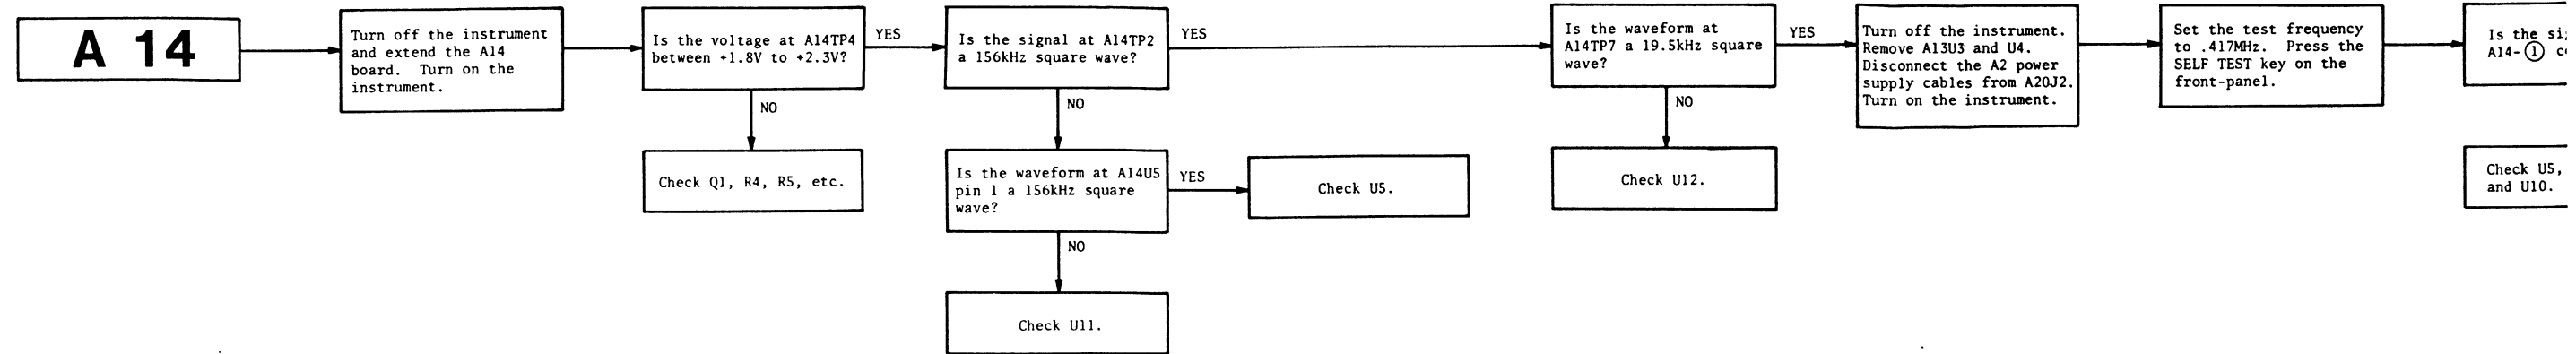 A 14
Turn off the instrument
and extend the A14
board. Turn on the
instrument.
Is the voltage at A14TP4
between +1.8V to +2.3V?
YES
NO
Check Q1, R4, R5, etc.
Is the signal at A14TP2
a 156kHz square wave?
YES
NO
Is the waveform at A14U5
pin 1 a 156kHz square
wave?
YES
Check U5.
NO
Check U11.
Is the waveform at
A14TP7 a 19.5kHz square
wave?
YES
NO
Check U12.
Turn off the instrument.
Remove A13U3 and U4.
Disconnect the A2 power
supply cables from A20J2.
Turn on the instrument.
Set the test frequency
to .417MHz. Press the
SELF TEST key on the
front-panel.
Is the
A14-①
Check U5,
and U10.